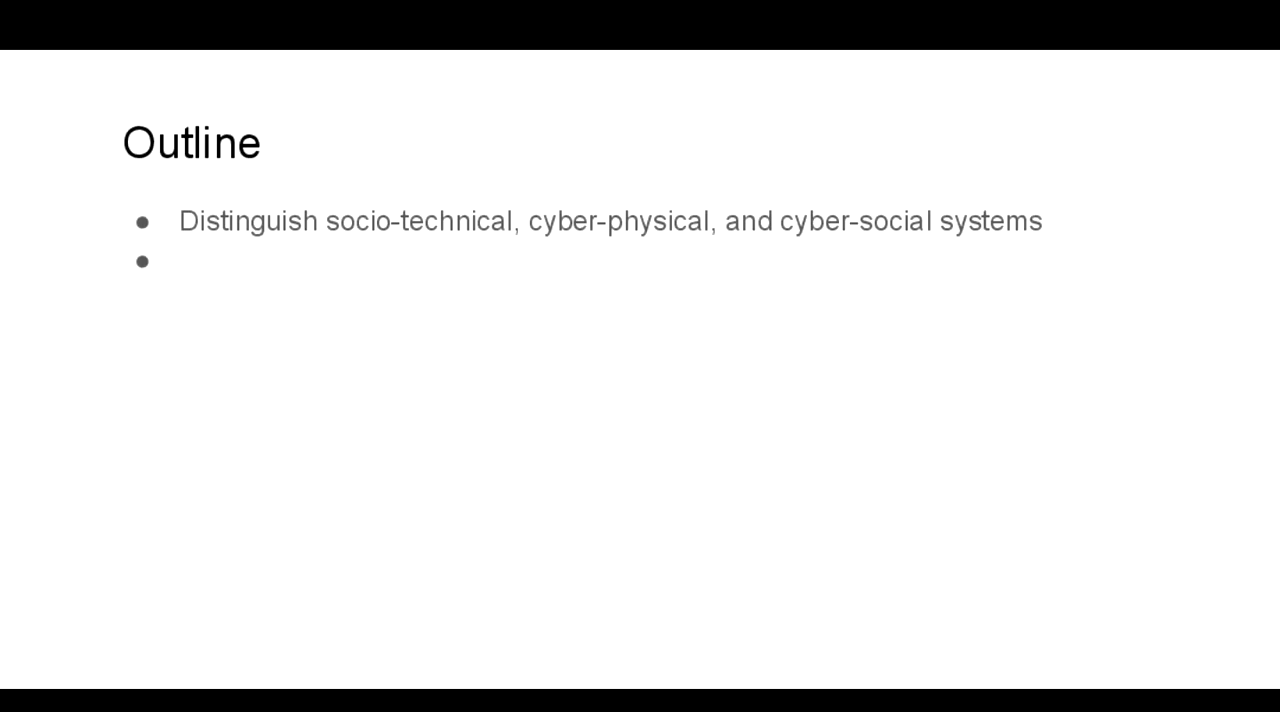 Outline
● Distinguish socio-technical, cyber-physical, and cyber-social systems
●